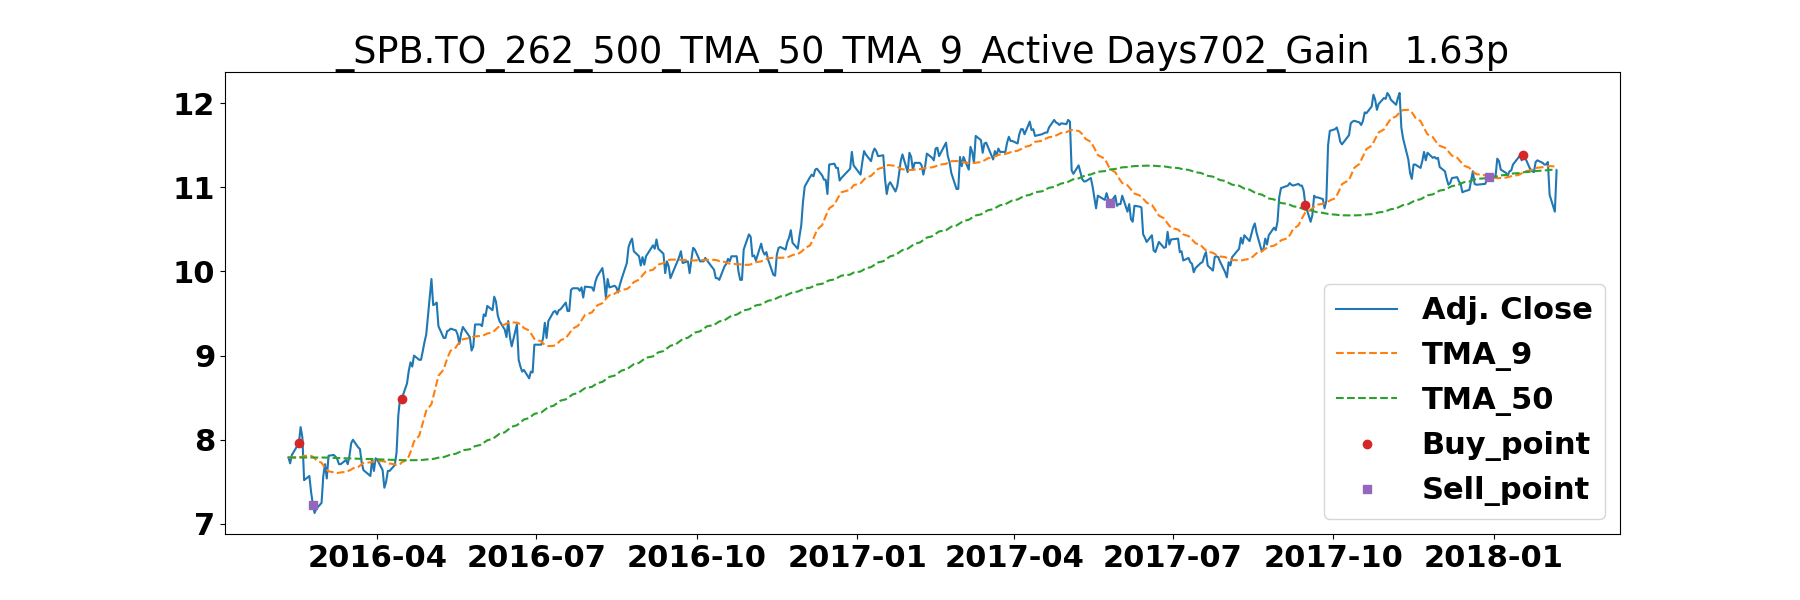 _SPB.TO_262_500_TMA_50_TMA_9_Active Days702_Gain   1.63p
12
11
10
9
8
7
Adj. Close
TMA_9
TMA_50
Buy_point
Sell_point
2016-04 2016-07 2016-10 2017-01 2017-04 2017-07 2017-10 2018-01